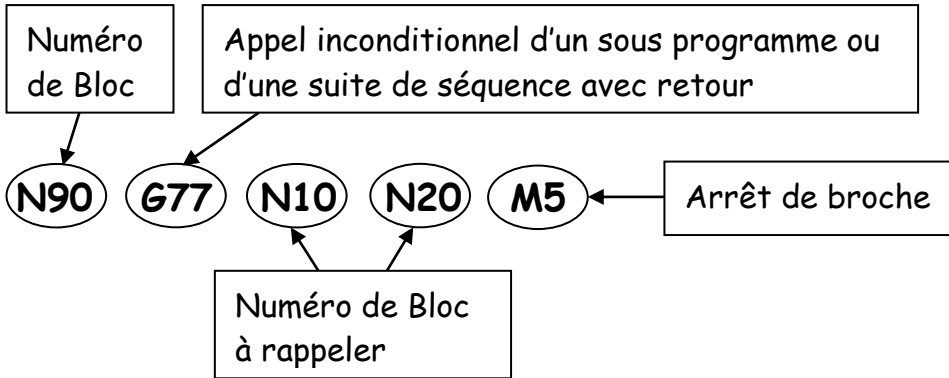 Numéro
de Bloc
Appel inconditionnel d'un sous programme ou
d'une suite de séquence avec retour
N90 G77 N10 N20 M5
Arrêt de broche
Numéro de Bloc
à rappeler